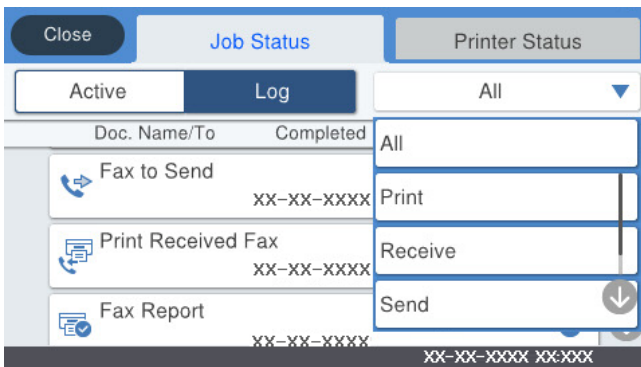 Close
Job Status
Printer Status
Active
Log
All
Doc. Name/To
Completed
All
Fax to Send
XX-XX-XXXX
Print
Print Received Fax
XX-XX-XXXX
Receive
Fax Report
XX-XX-XXXX
Send
XX-XX-XXXX XX:XXX